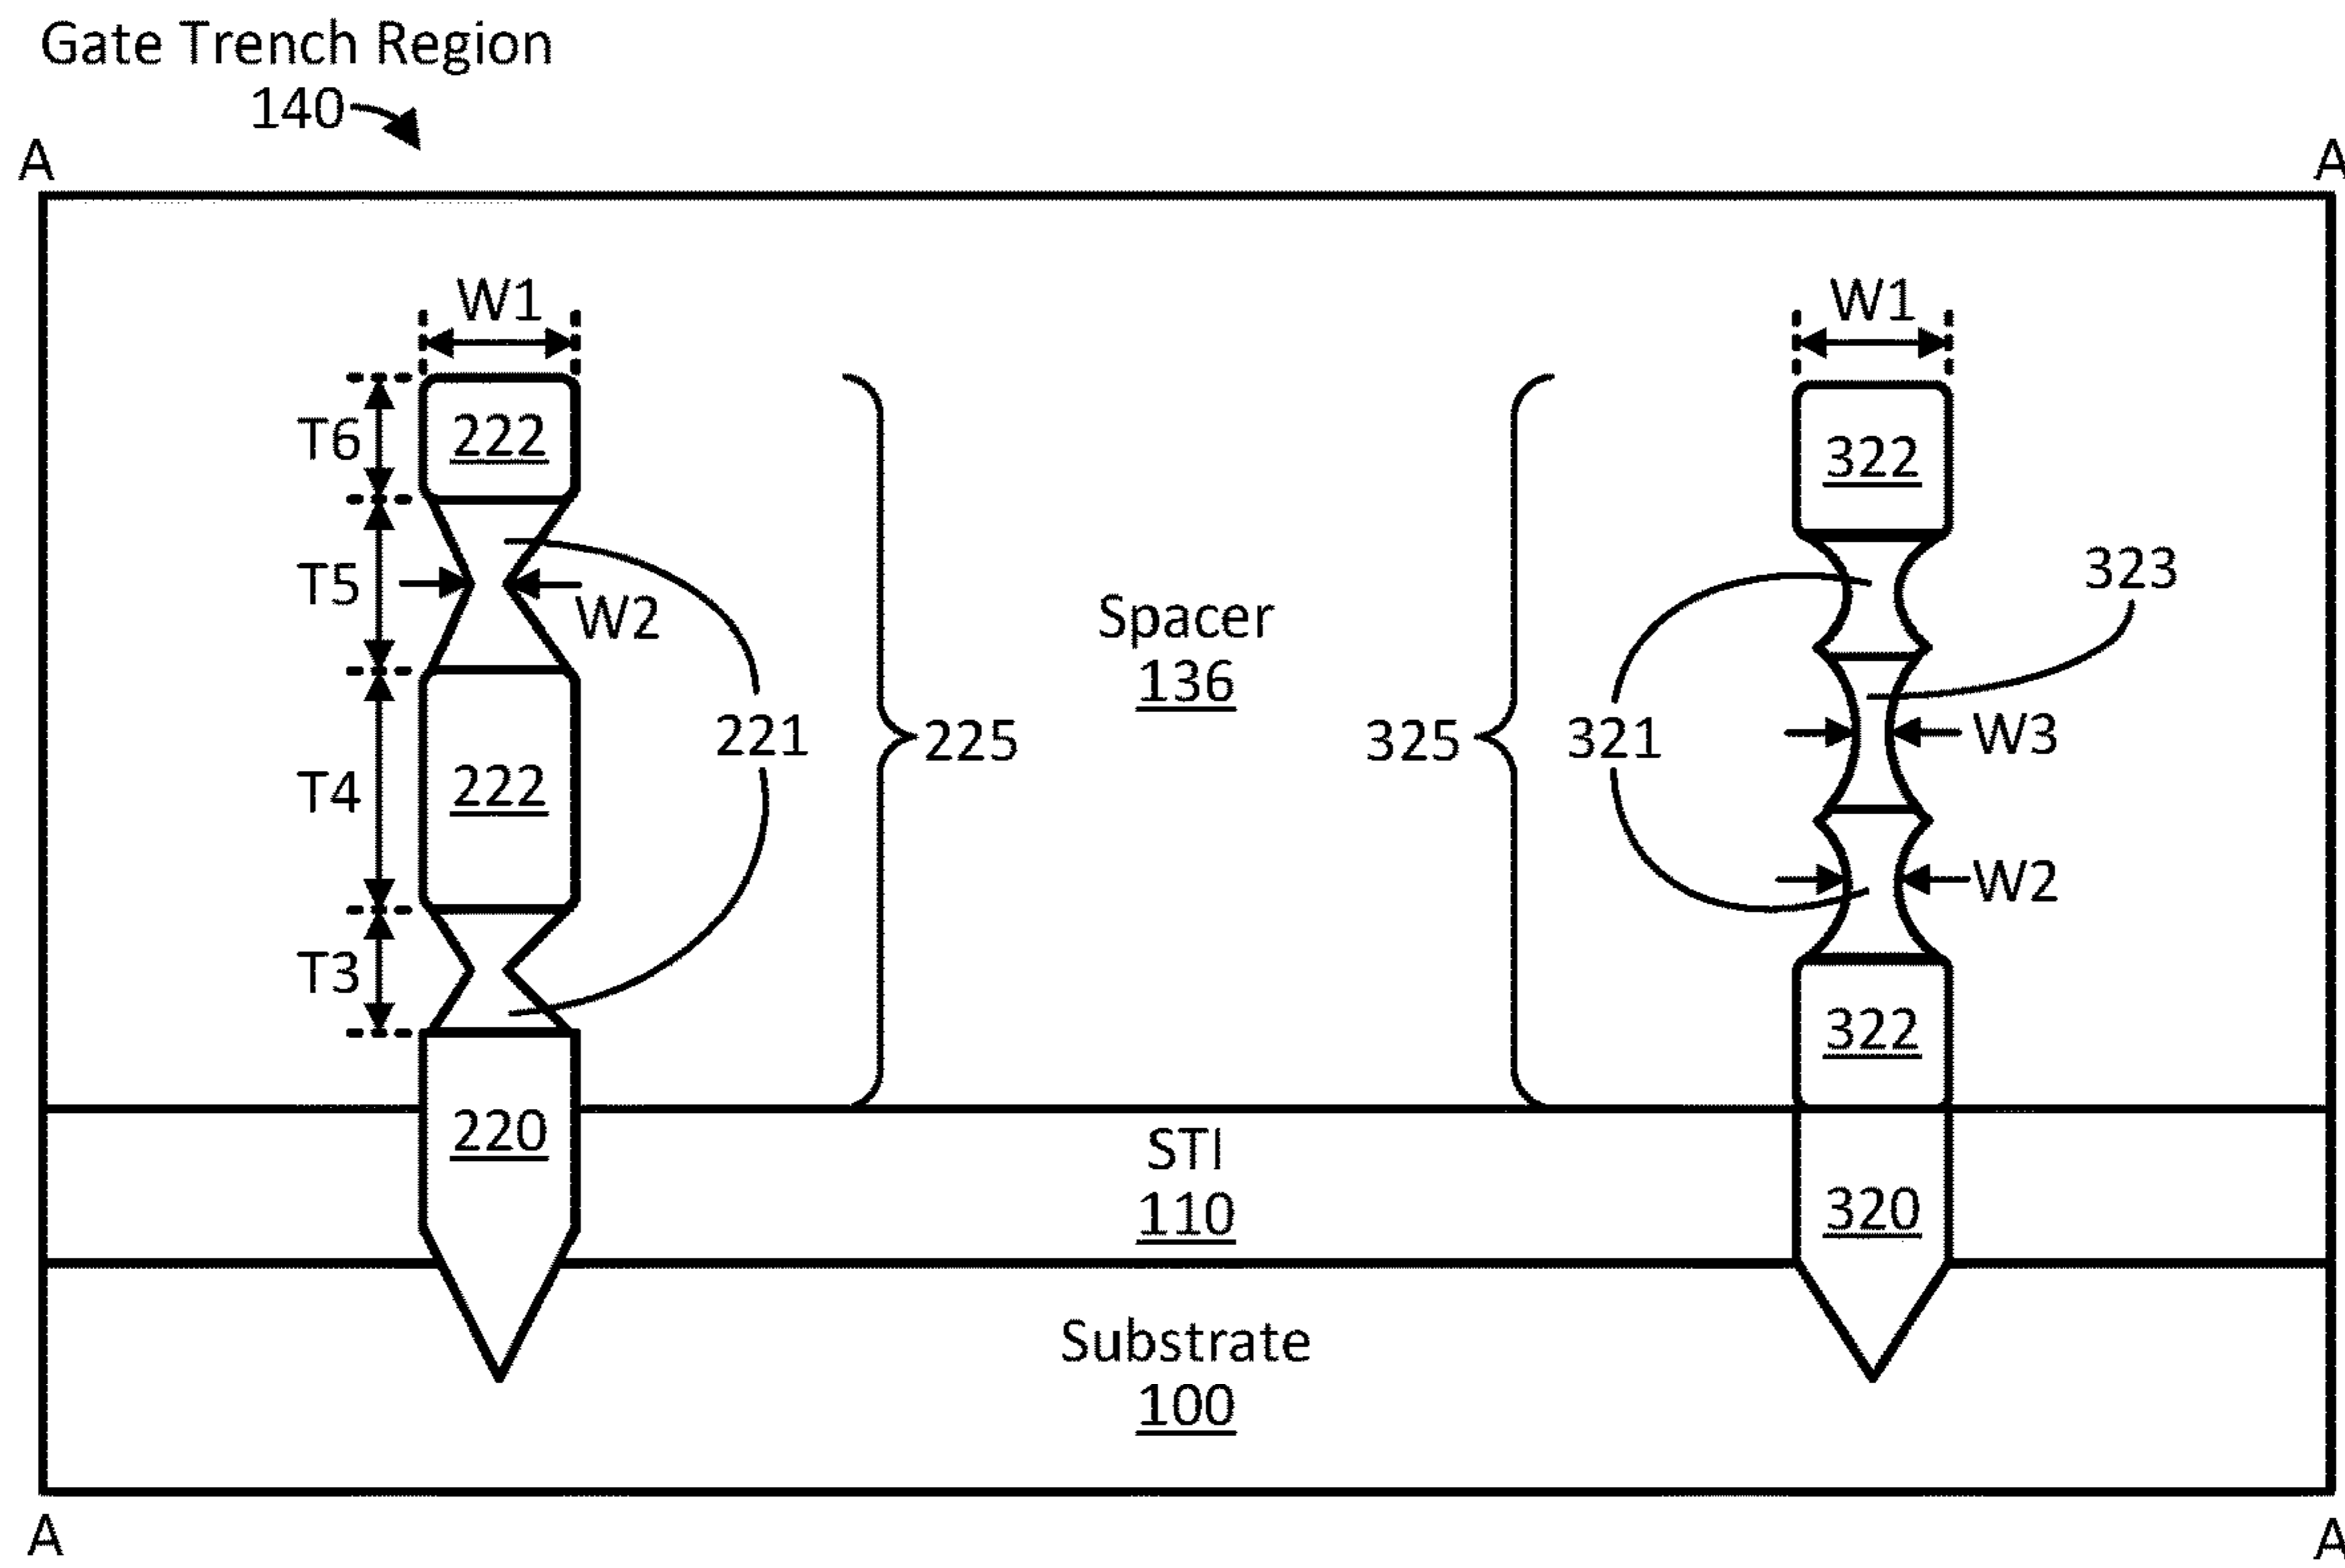 Gate Trench Region
140
A
A
W1
W1
T6
222
322
T5
W2
323
Spacer
136
221
225
325
321
W3
T4
222
W2
T3
322
220
STI
110
320
Substrate
100
A
A